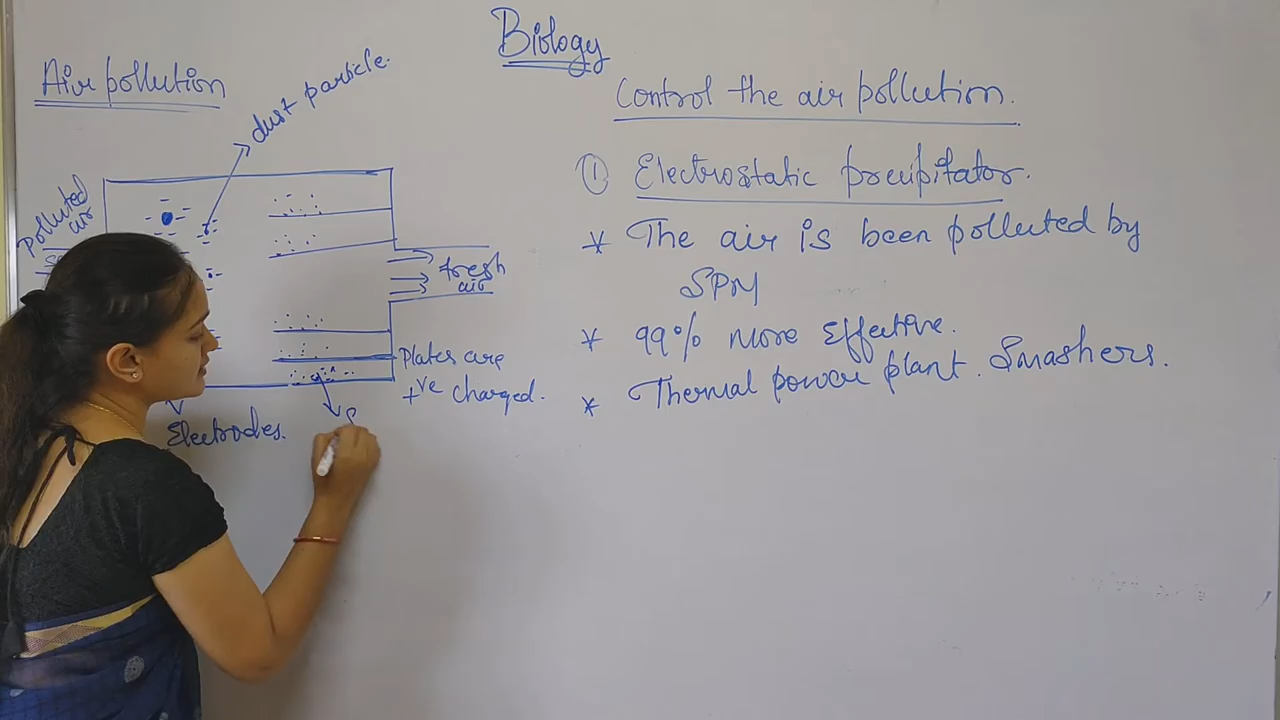 Biology
Air pollution
dust particle.
Polluted
air
fresh
air
Plates are
+ve charged.
Electrodes.
Control the air pollution.
① Electrostatic precipitator.
* The air is been polluted by
SPM
* 99% more Effective.
* Thermal power plant. Smashers.